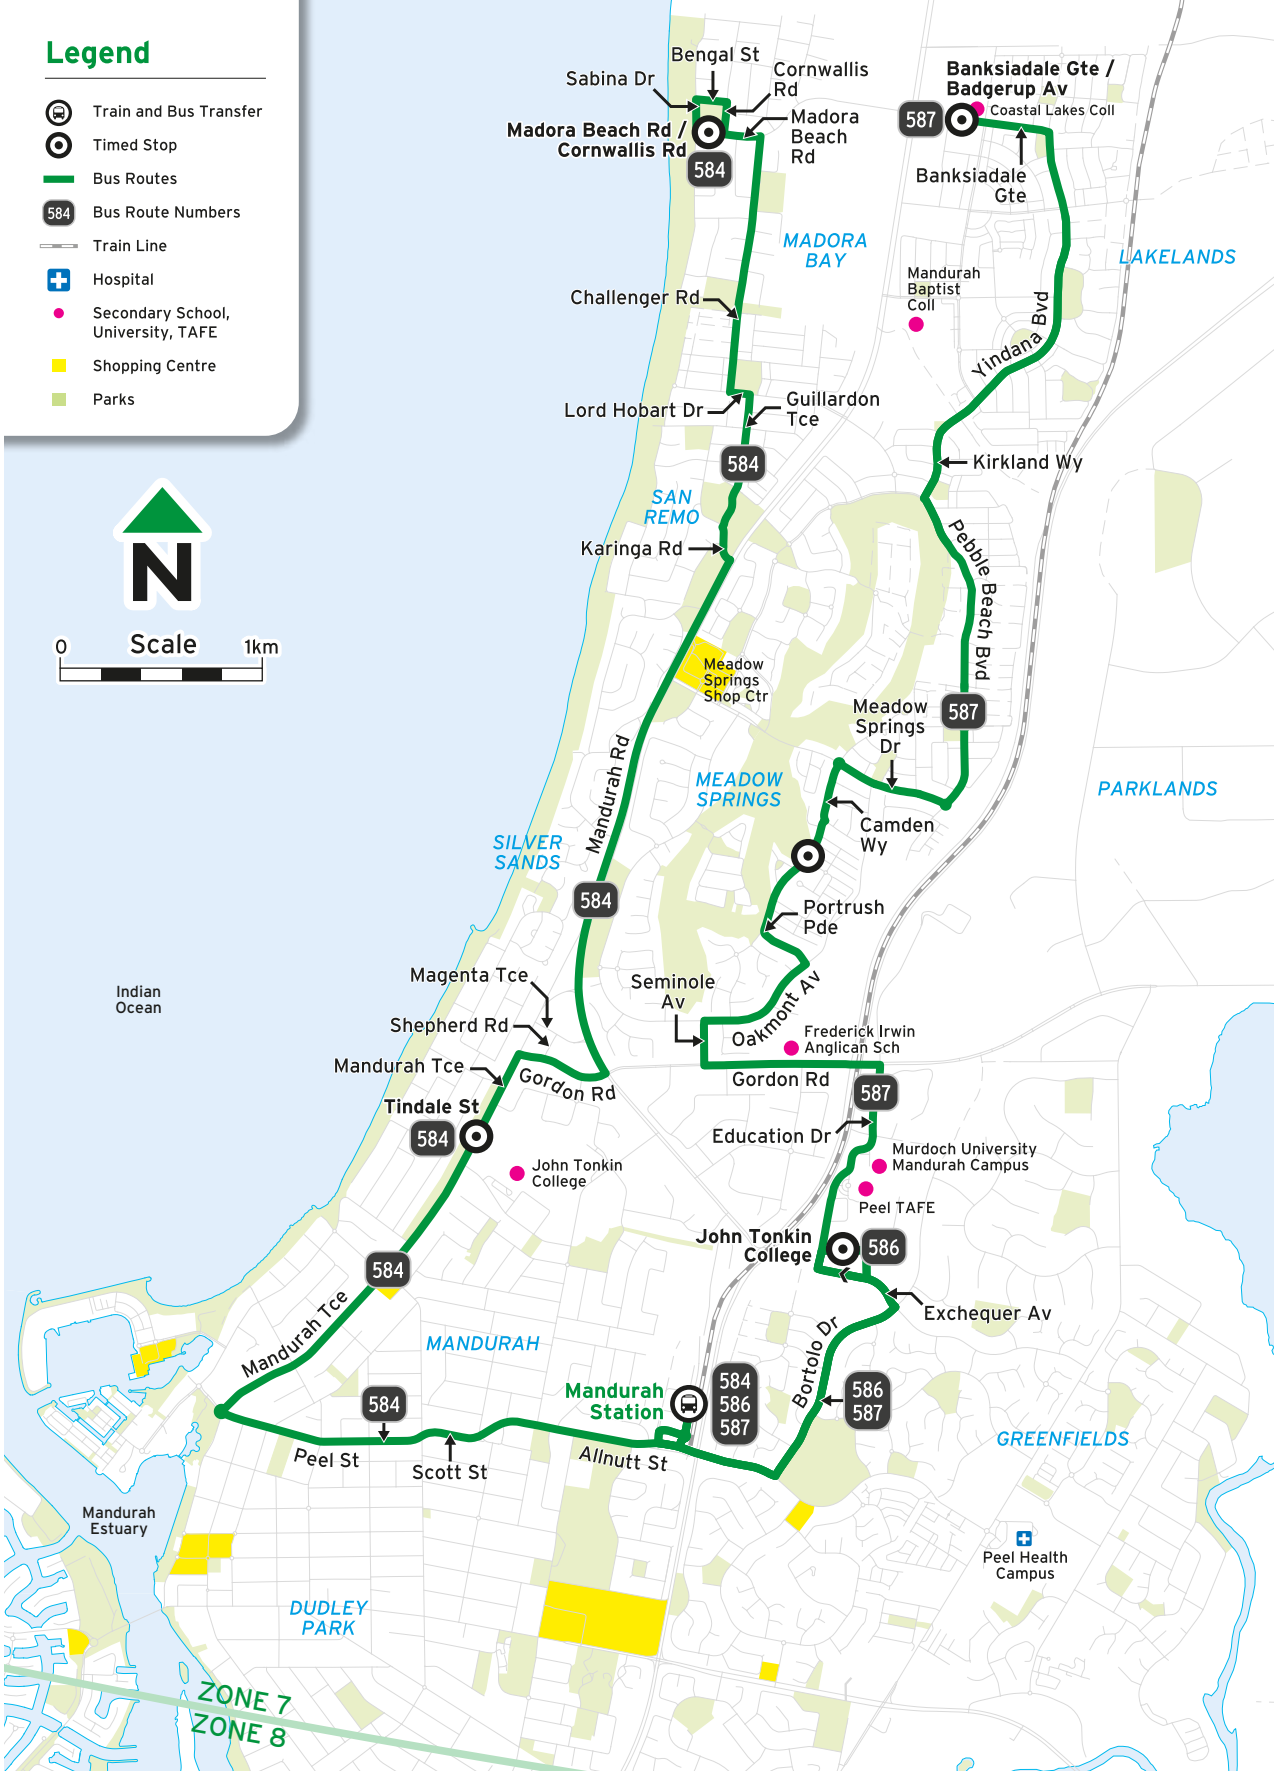 Legend
Train and Bus Transfer
Timed Stop
Bus Routes
584
Bus Route Numbers
Train Line
Hospital
Secondary School,
University, TAFE
Shopping Centre
Parks
N
Scale
0
1km
Bengal St
Sabina Dr
Cornwallis
Rd
Madora Beach Rd /
Cornwallis Rd
584
Madora
Beach
Rd
Banksiadale Gte /
Badgerup Av
587
Coastal Lakes Coll
Banksiadale
Gte
MADORA
BAY
LAKELANDS
Mandurah
Baptist
Coll
Challenger Rd
Yindana Bvd
Lord Hobart Dr
Guillardon
Tce
584
Kirkland Wy
SAN
REMO
Karinga Rd
Pebble Beach Bvd
Meadow
Springs
Shop Ctr
587
Meadow
Springs
Dr
Mandurah Rd
MEADOW
SPRINGS
PARKLANDS
Camden
Wy
SILVER
SANDS
584
Portrush
Pde
Magenta Tce
Seminole
Av
Oakmont Av
Indian
Ocean
Shepherd Rd
Frederick Irwin
Anglican Sch
Mandurah Tce
Gordon Rd
Gordon Rd
587
Tindale St
584
Education Dr
Murdoch University
Mandurah Campus
John Tonkin
College
Peel TAFE
John Tonkin
College
586
584
Exchequer Av
Mandurah Tce
MANDURAH
Bortolo Dr
Mandurah
Station
584
586
587
586
587
584
Peel St
Scott St
Allnutt St
GREENFIELDS
Mandurah
Estuary
Peel Health
Campus
DUDLEY
PARK
ZONE 7
ZONE 8